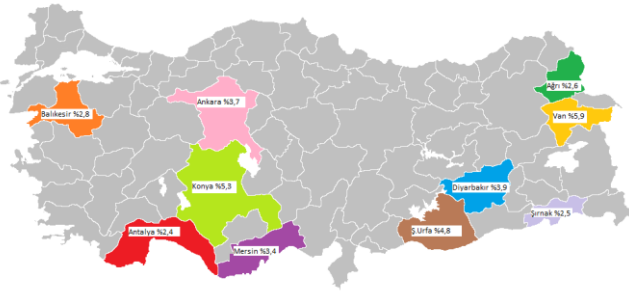 Ağrı %2,6
Ankara %3,7
Balıkesir %2,8
Van %5,9
Konya %5,3
Diyarbakır %3,9
Şırnak %2,5
Antalya %2,4
Ş.Urfa %4,8
Mersin %3,4